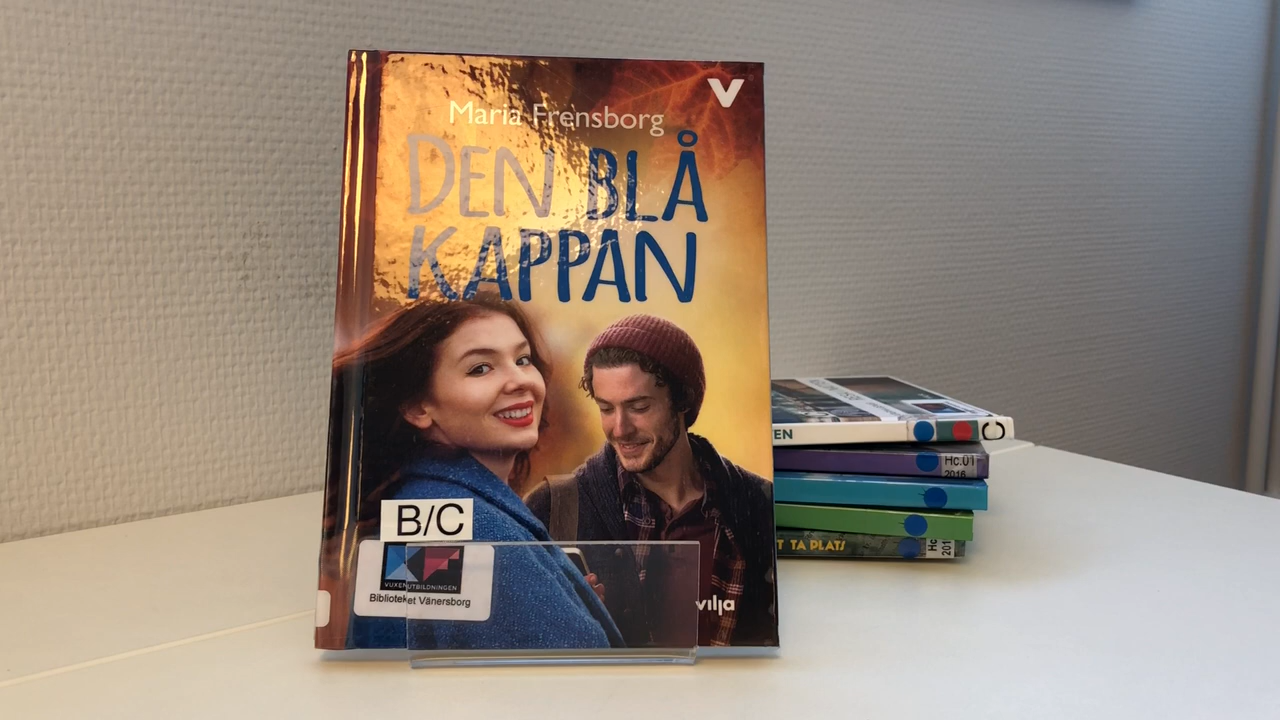 V
Maria Frensborg
DEN BLÅ
KAPPAN
B/C
VUXENUTBILDNINGEN
Biblioteket Vänersborg
vilja
EN
C
Hc.01
2016
T TA PLATS
Hc
201